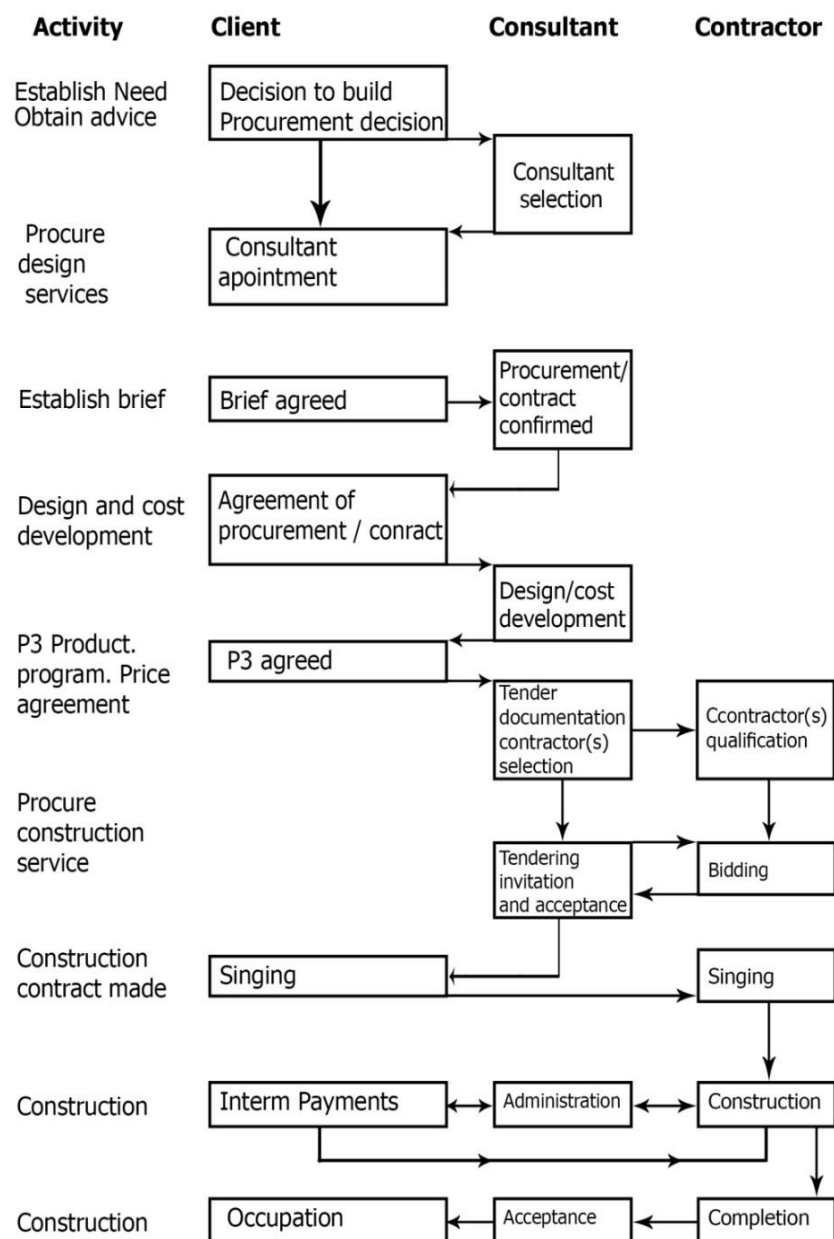 Activity Client Consultant Contractor
Establish Need
Obtain advice
Decision to build
Procurement decision
Consultant
selection
Procure
design
services
Consultant
apointment
Establish brief
Brief agreed
Procurement/
contract
confirmed
Design and cost
development
Agreement of
procurement / conract
Design/cost
development
P3 Product.
program. Price
agreement
P3 agreed
Tender
documentation
contractor(s)
selection
Ccontractor(s)
qualification
Procure
construction
service
Tendering
invitation
and acceptance
Bidding
Construction
contract made
Singing
Singing
Construction
Interm Payments
Administration
Construction
Construction
Occupation
Acceptance
Completion